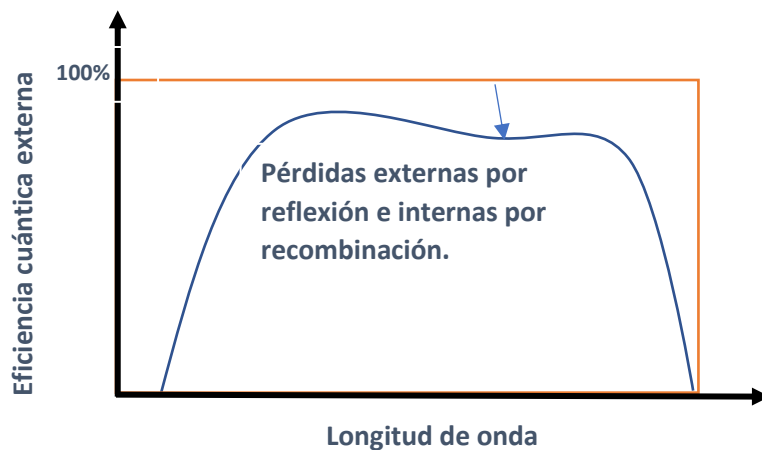 Eficiencia cuántica externa
100%
Pérdidas externas por
reflexión e internas por
recombinación.
Longitud de onda